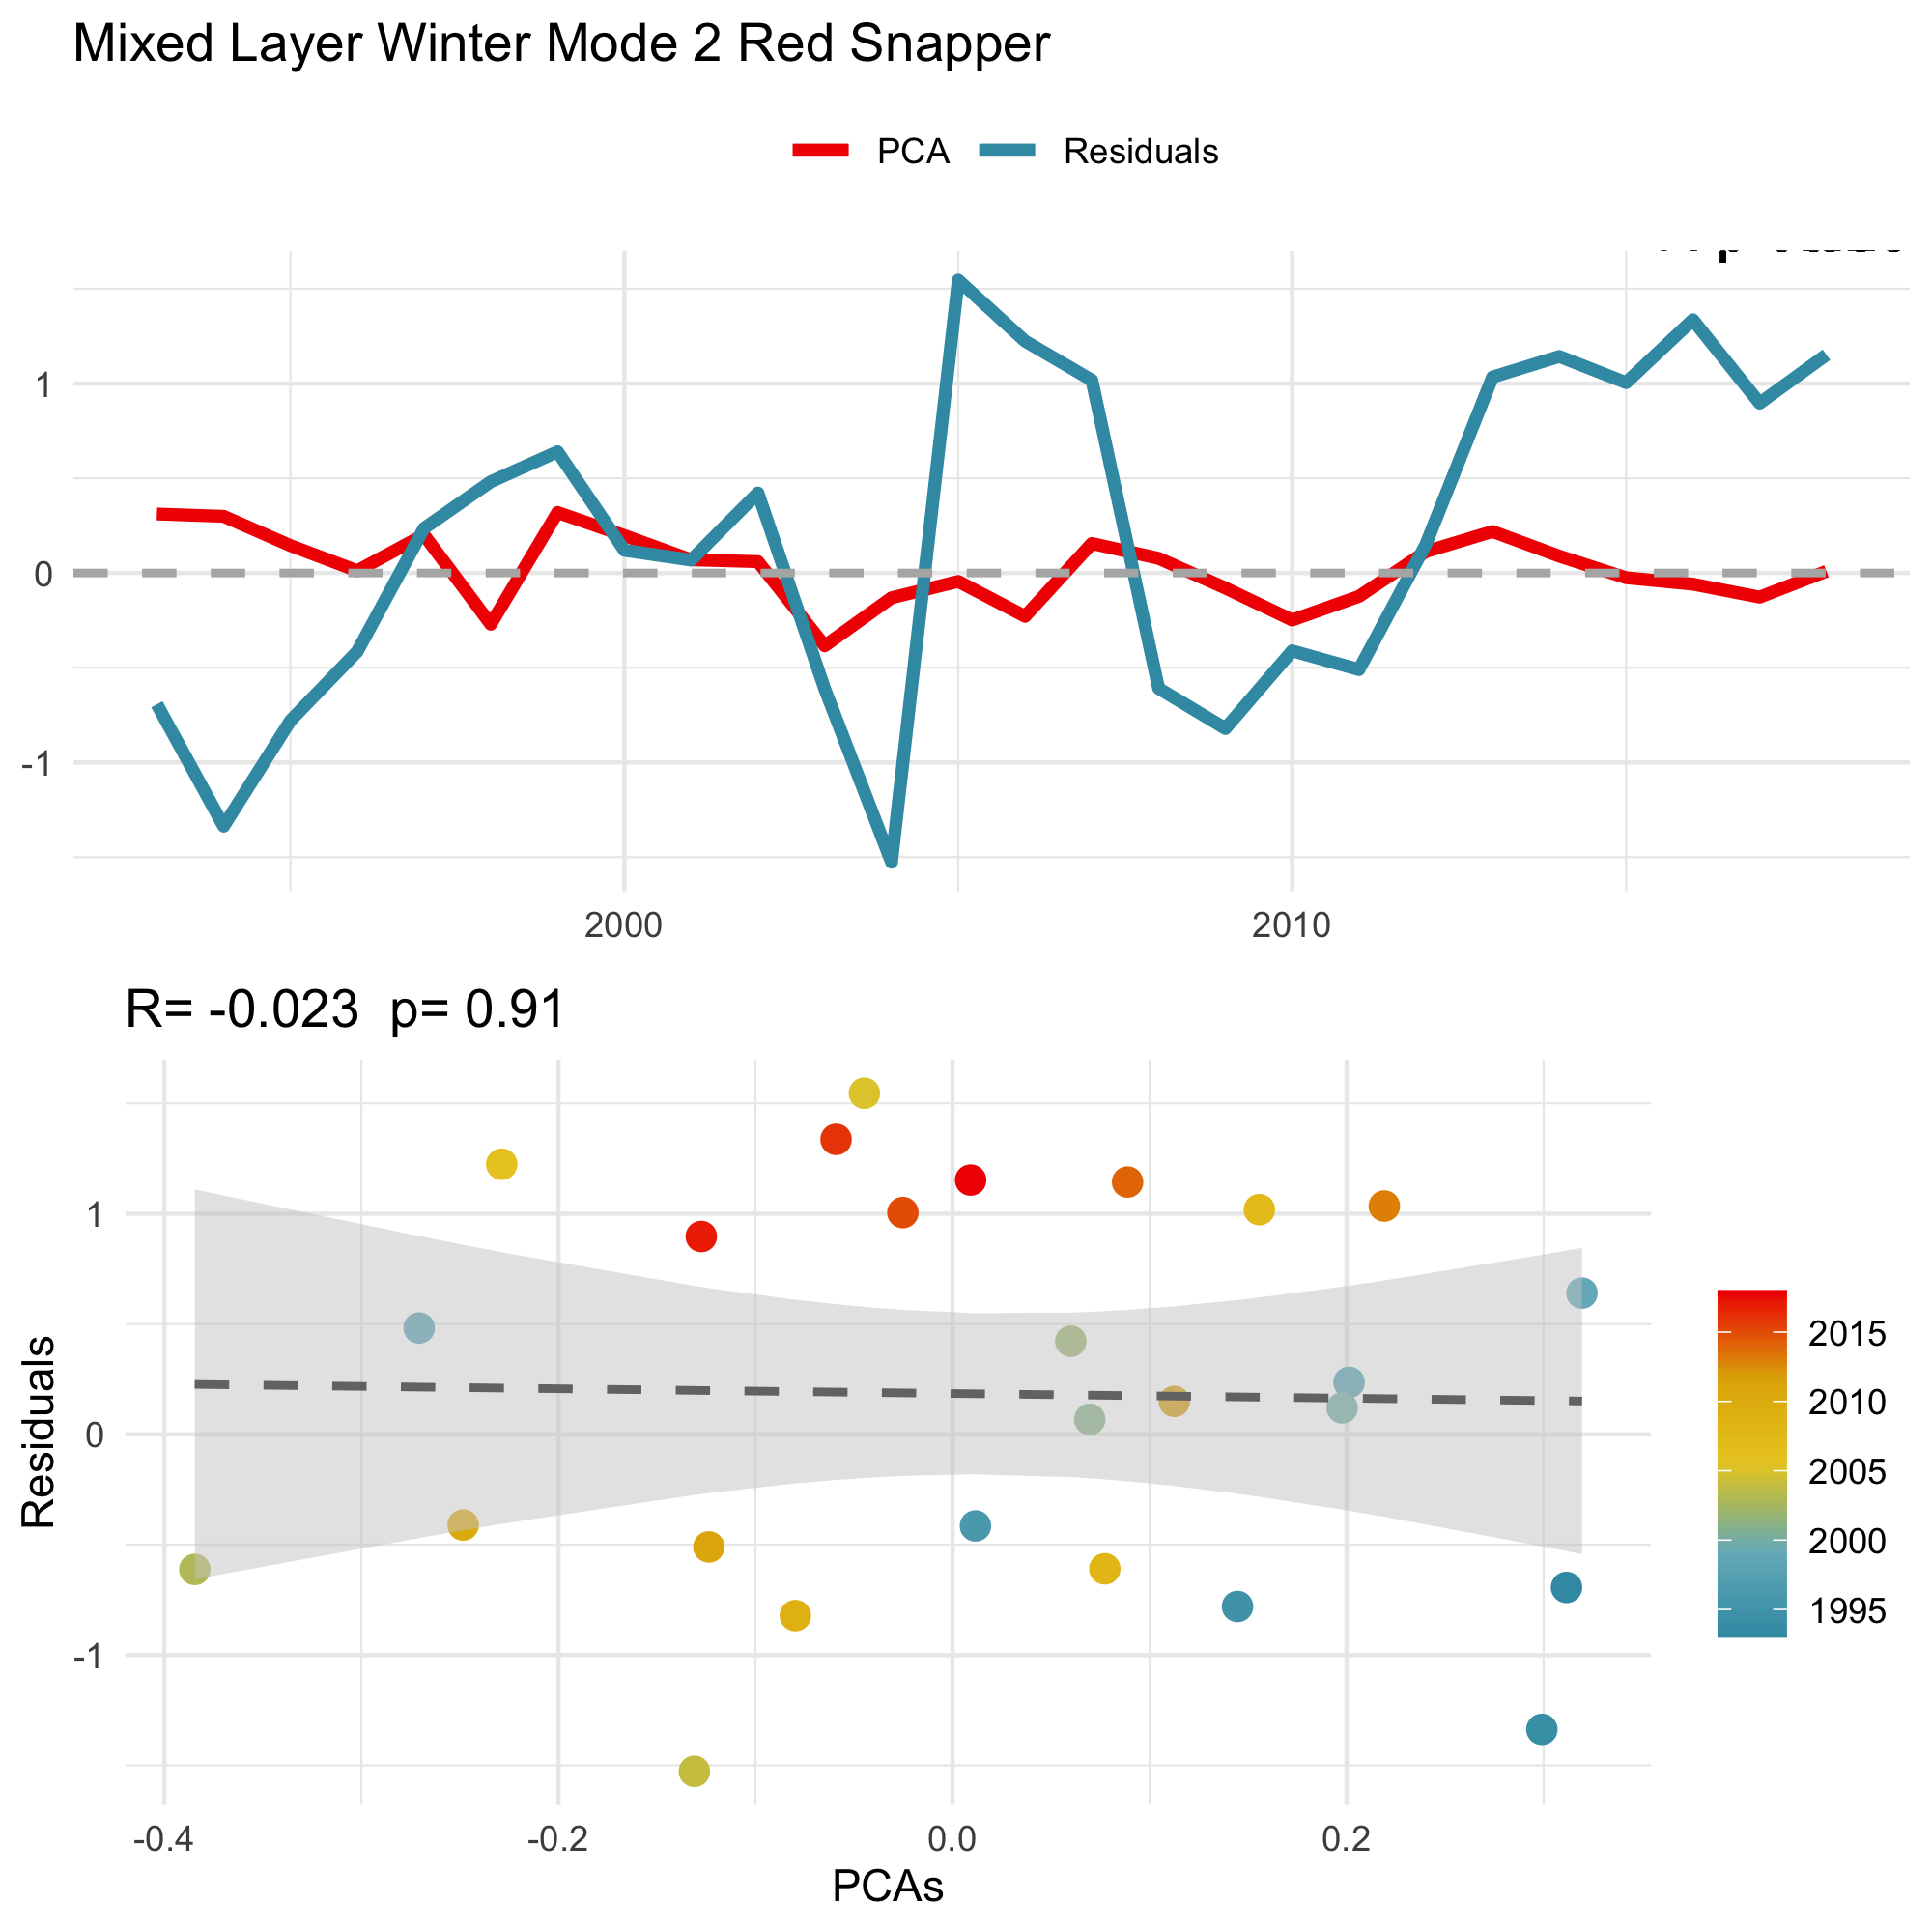 Mixed Layer Winter Mode 2 Red Snapper
PCA Residuals
1
0
-1
2000 2010
R= -0.023 p= 0.91
Residuals
1
0
-1
-0.4 -0.2 0.0 0.2
PCAs
2015
2010
2005
2000
1995